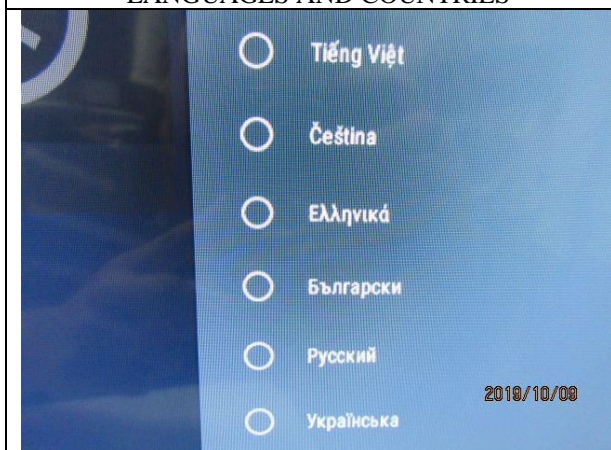 LANGUAGES AND COUNTRIES
Tiếng Việt
Čeština
Ελληνικά
Български
Русский
2019/10/09
Українська